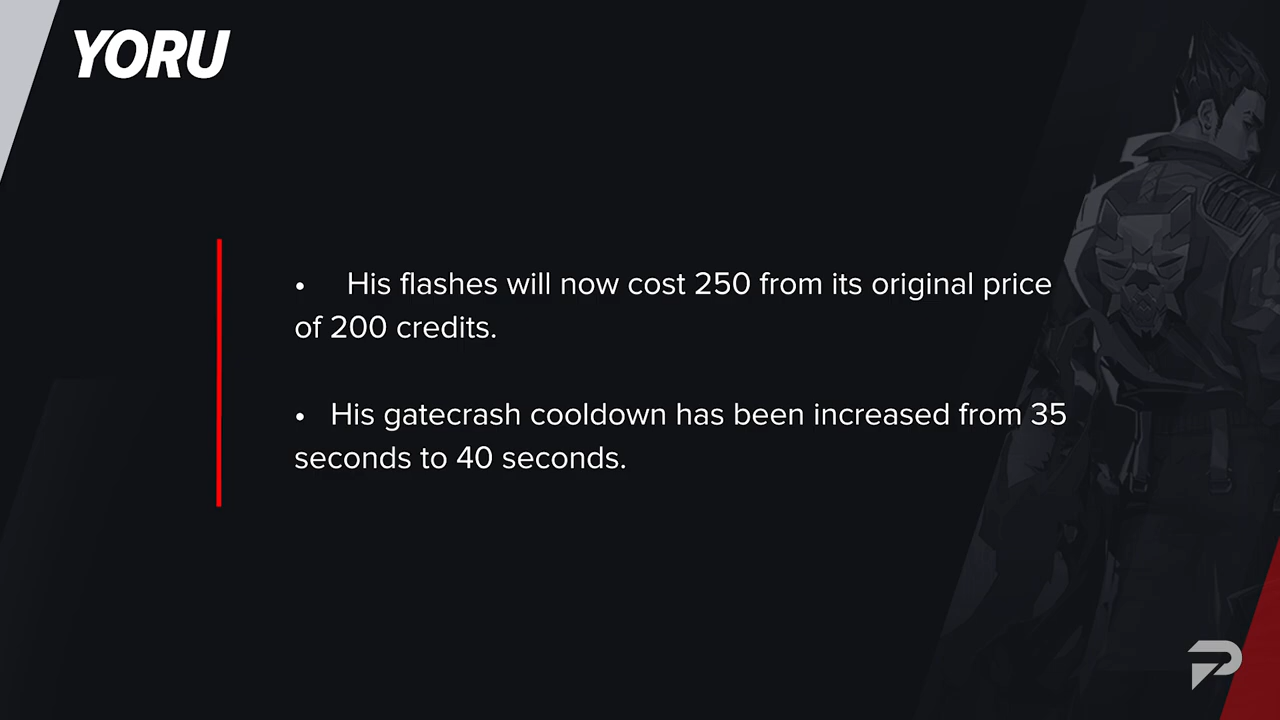 YORU
• His flashes will now cost 250 from its original price
of 200 credits.
• His gatecrash cooldown has been increased from 35
seconds to 40 seconds.